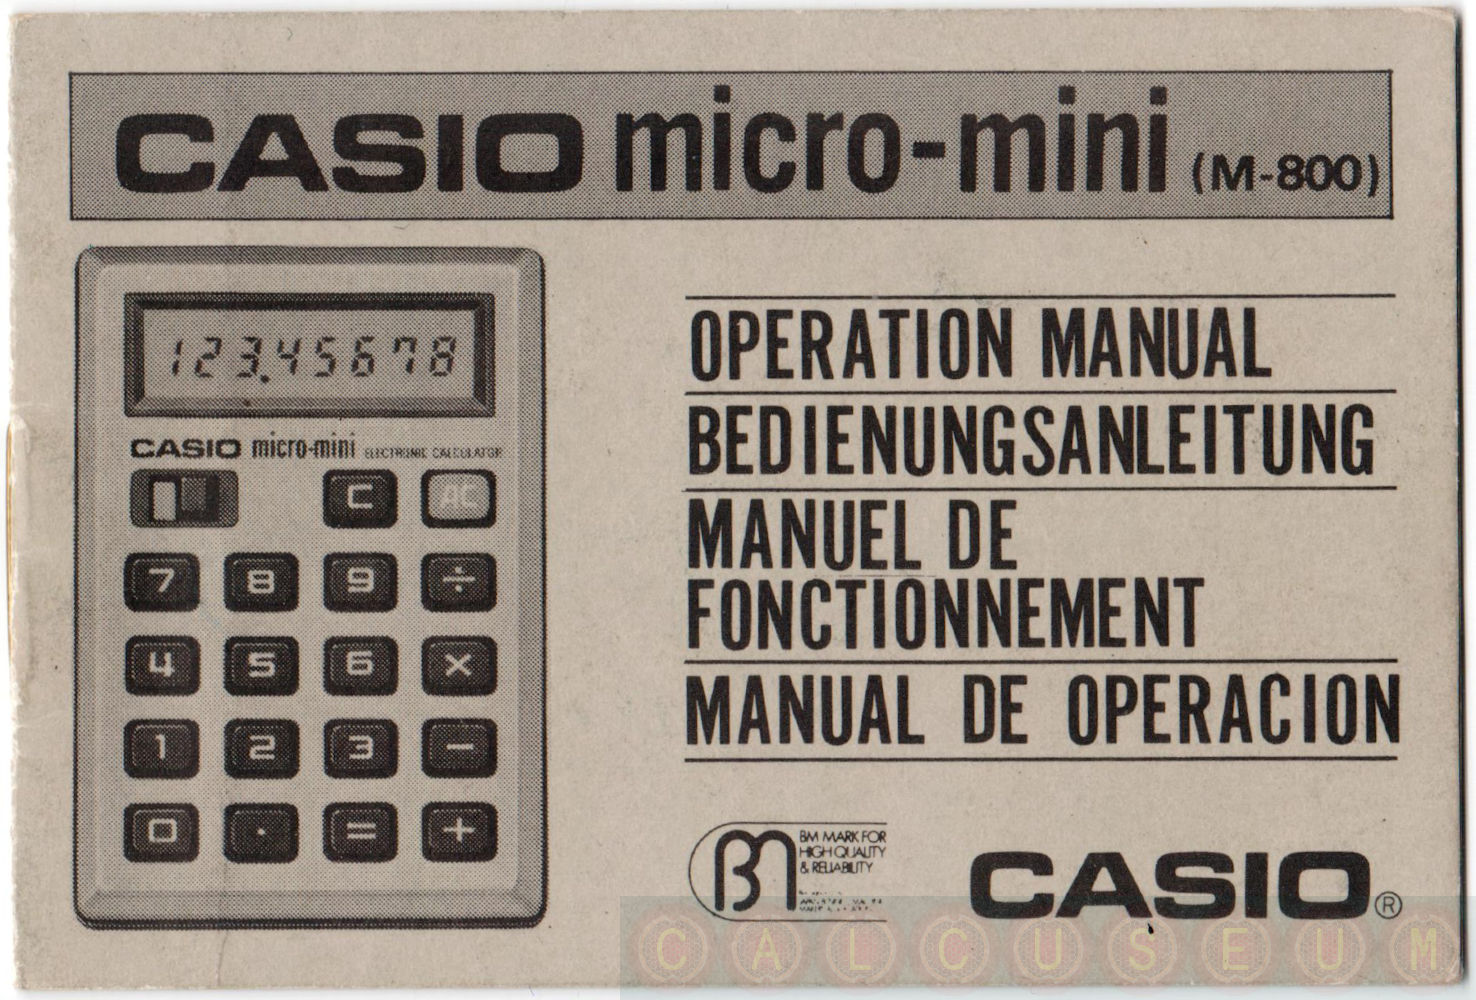 CASIO micro-mini (M-800)
123.45678
CASIO micro-mini ELECTRONIC CALCULATOR
C AC
7 8 9 ÷
4 5 6 ×
1 2 3 −
0 . = +
OPERATION MANUAL
BEDIENUNGSANLEITUNG
MANUEL DE
FONCTIONNEMENT
MANUAL DE OPERACION
BM MARK FOR
HIGH QUALITY
& RELIABILITY
CASIO®
CALCUSEUM